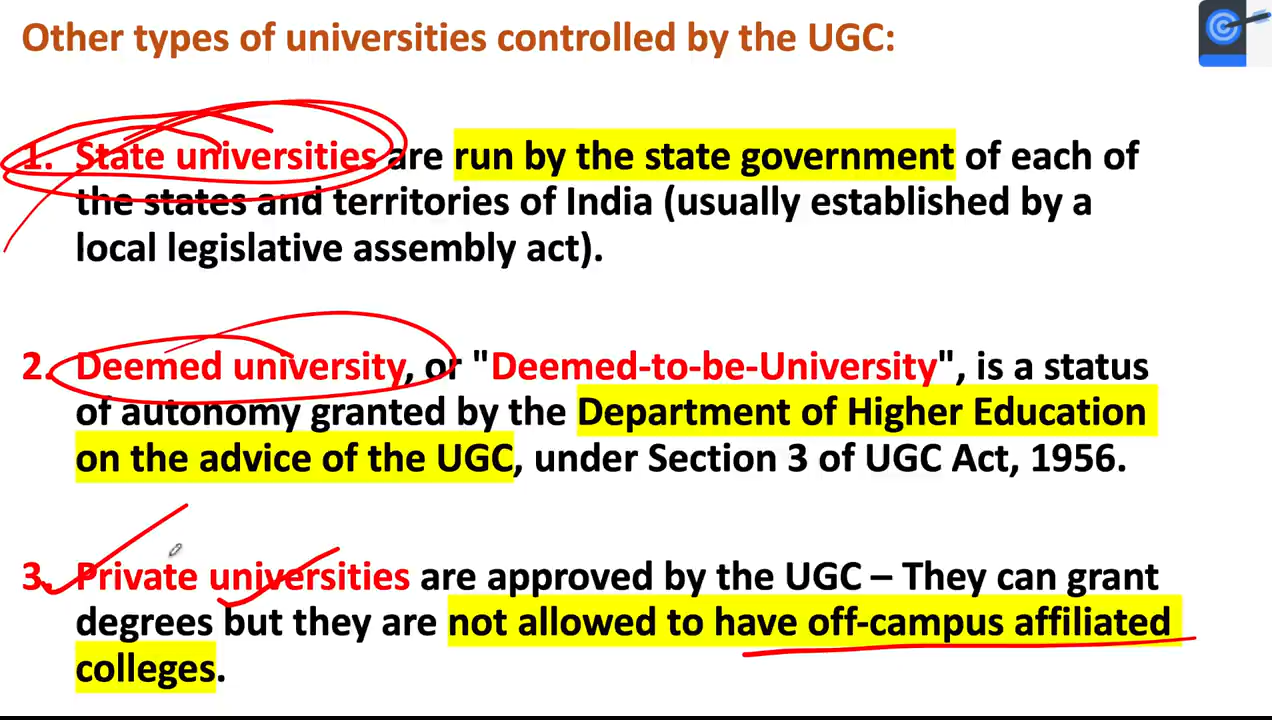 Other types of universities controlled by the UGC:
1. State universities are run by the state government of each of
the states and territories of India (usually established by a
local legislative assembly act).
2. Deemed university, or "Deemed-to-be-University", is a status
of autonomy granted by the Department of Higher Education
on the advice of the UGC, under Section 3 of UGC Act, 1956.
3. Private universities are approved by the UGC – They can grant
degrees but they are not allowed to have off-campus affiliated
colleges.